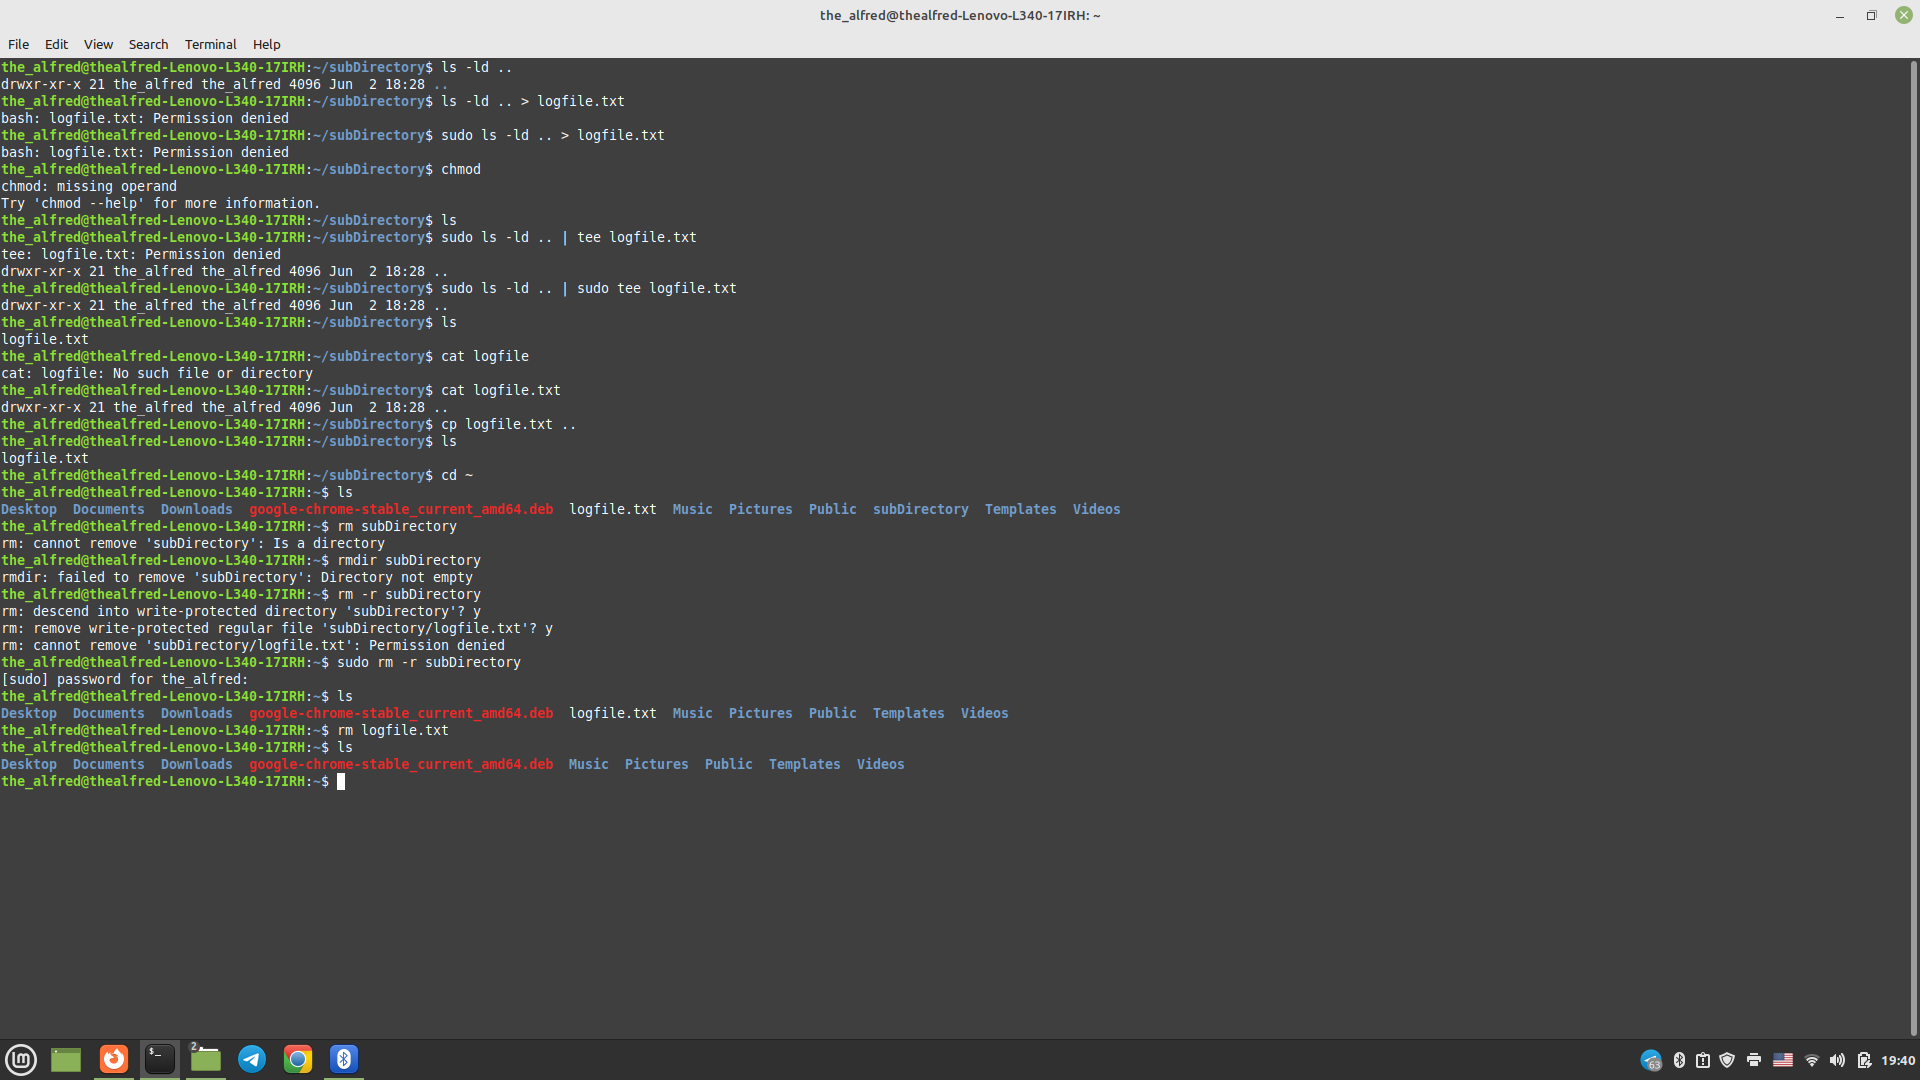 the_alfred@thealfred-Lenovo-L340-17IRH: ~
File Edit View Search Terminal Help
the_alfred@thealfred-Lenovo-L340-17IRH:~/subDirectory$ ls -ld ..
drwxr-xr-x 21 the_alfred the_alfred 4096 Jun  2 18:28 ..
the_alfred@thealfred-Lenovo-L340-17IRH:~/subDirectory$ ls -ld .. > logfile.txt
bash: logfile.txt: Permission denied
the_alfred@thealfred-Lenovo-L340-17IRH:~/subDirectory$ sudo ls -ld .. > logfile.txt
bash: logfile.txt: Permission denied
the_alfred@thealfred-Lenovo-L340-17IRH:~/subDirectory$ chmod
chmod: missing operand
Try 'chmod --help' for more information.
the_alfred@thealfred-Lenovo-L340-17IRH:~/subDirectory$ ls
the_alfred@thealfred-Lenovo-L340-17IRH:~/subDirectory$ sudo ls -ld .. | tee logfile.txt
tee: logfile.txt: Permission denied
drwxr-xr-x 21 the_alfred the_alfred 4096 Jun  2 18:28 ..
the_alfred@thealfred-Lenovo-L340-17IRH:~/subDirectory$ sudo ls -ld .. | sudo tee logfile.txt
drwxr-xr-x 21 the_alfred the_alfred 4096 Jun  2 18:28 ..
the_alfred@thealfred-Lenovo-L340-17IRH:~/subDirectory$ ls
logfile.txt
the_alfred@thealfred-Lenovo-L340-17IRH:~/subDirectory$ cat logfile
cat: logfile: No such file or directory
the_alfred@thealfred-Lenovo-L340-17IRH:~/subDirectory$ cat logfile.txt
drwxr-xr-x 21 the_alfred the_alfred 4096 Jun  2 18:28 ..
the_alfred@thealfred-Lenovo-L340-17IRH:~/subDirectory$ cp logfile.txt ..
the_alfred@thealfred-Lenovo-L340-17IRH:~/subDirectory$ ls
logfile.txt
the_alfred@thealfred-Lenovo-L340-17IRH:~/subDirectory$ cd ~
the_alfred@thealfred-Lenovo-L340-17IRH:~$ ls
Desktop  Documents  Downloads  google-chrome-stable_current_amd64.deb  logfile.txt  Music  Pictures  Public  subDirectory  Templates  Videos
the_alfred@thealfred-Lenovo-L340-17IRH:~$ rm subDirectory
rm: cannot remove 'subDirectory': Is a directory
the_alfred@thealfred-Lenovo-L340-17IRH:~$ rmdir subDirectory
rmdir: failed to remove 'subDirectory': Directory not empty
the_alfred@thealfred-Lenovo-L340-17IRH:~$ rm -r subDirectory
rm: descend into write-protected directory 'subDirectory'? y
rm: remove write-protected regular file 'subDirectory/logfile.txt'? y
rm: cannot remove 'subDirectory/logfile.txt': Permission denied
the_alfred@thealfred-Lenovo-L340-17IRH:~$ sudo rm -r subDirectory
[sudo] password for the_alfred:
the_alfred@thealfred-Lenovo-L340-17IRH:~$ ls
Desktop  Documents  Downloads  google-chrome-stable_current_amd64.deb  logfile.txt  Music  Pictures  Public  Templates  Videos
the_alfred@thealfred-Lenovo-L340-17IRH:~$ rm logfile.txt
the_alfred@thealfred-Lenovo-L340-17IRH:~$ ls
Desktop  Documents  Downloads  google-chrome-stable_current_amd64.deb  Music  Pictures  Public  Templates  Videos
the_alfred@thealfred-Lenovo-L340-17IRH:~$
lm $_ 2 63 19:40